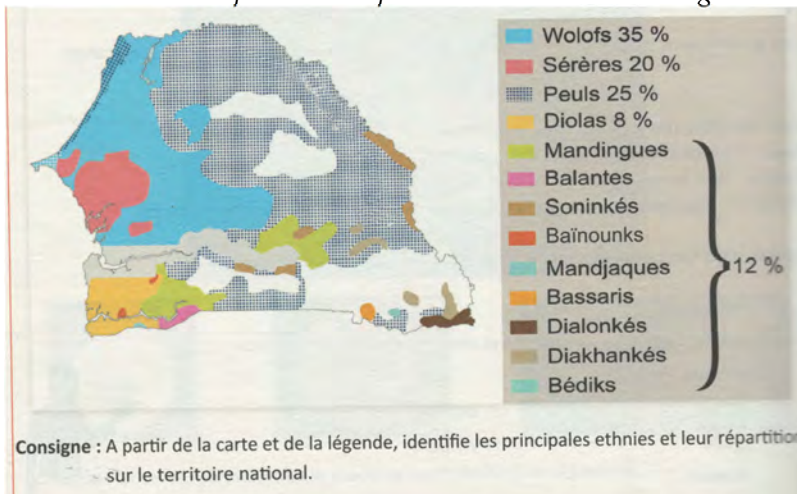 Wolofs 35 %
Sérères 20 %
Peuls 25 %
Diolas 8 %
Mandingues
Balantes
Soninkés
Baïnounks
Mandjaques
Bassaris
Dialonkés
Diakhankés
Bédiks
12 %
Consigne : A partir de la carte et de la légende, identifie les principales ethnies et leur
sur le territoire national.